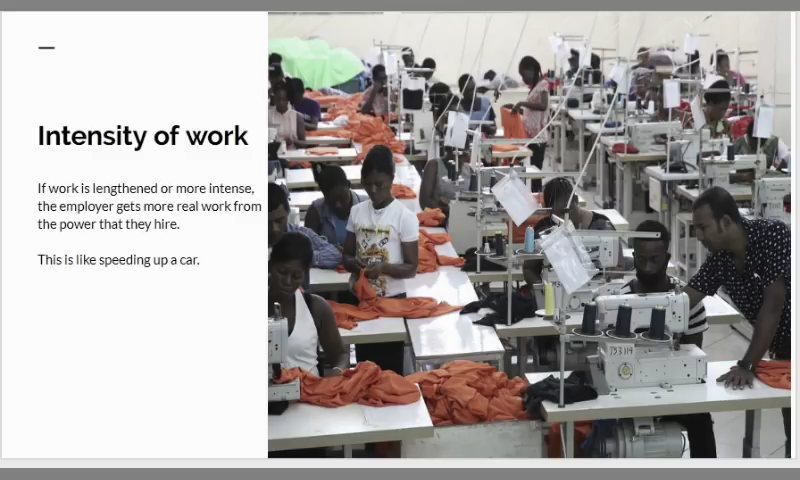 Intensity of work
If work is lengthened or more intense,
the employer gets more real work from
the power that they hire.
This is like speeding up a car.